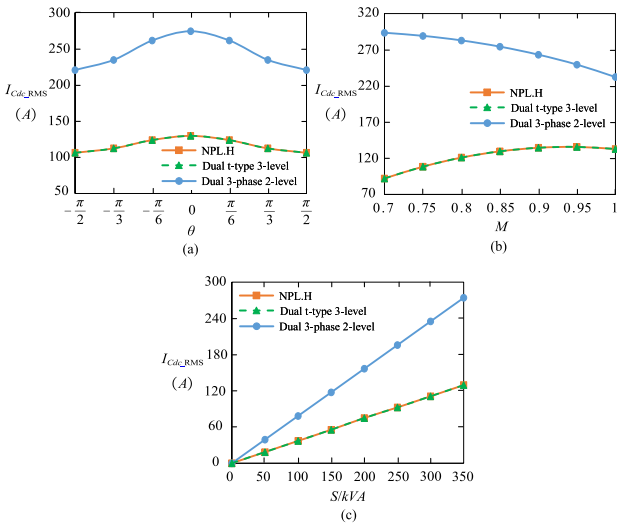 300
250
200
150
100
50
I_Cdc_RMS
(A)
NPL.H
Dual t-type 3-level
Dual 3-phase 2-level
-π/2 -π/3 -π/6 0 π/6 π/3 π/2
θ
(a)
320
270
220
170
120
70
I_Cdc_RMS
(A)
NPL.H
Dual t-type 3-level
Dual 3-phase 2-level
0.7 0.75 0.8 0.85 0.9 0.95 1
M
(b)
300
240
180
120
60
0
I_Cdc_RMS
(A)
NPL.H
Dual t-type 3-level
Dual 3-phase 2-level
0 50 100 150 200 250 300 350
S/kVA
(c)